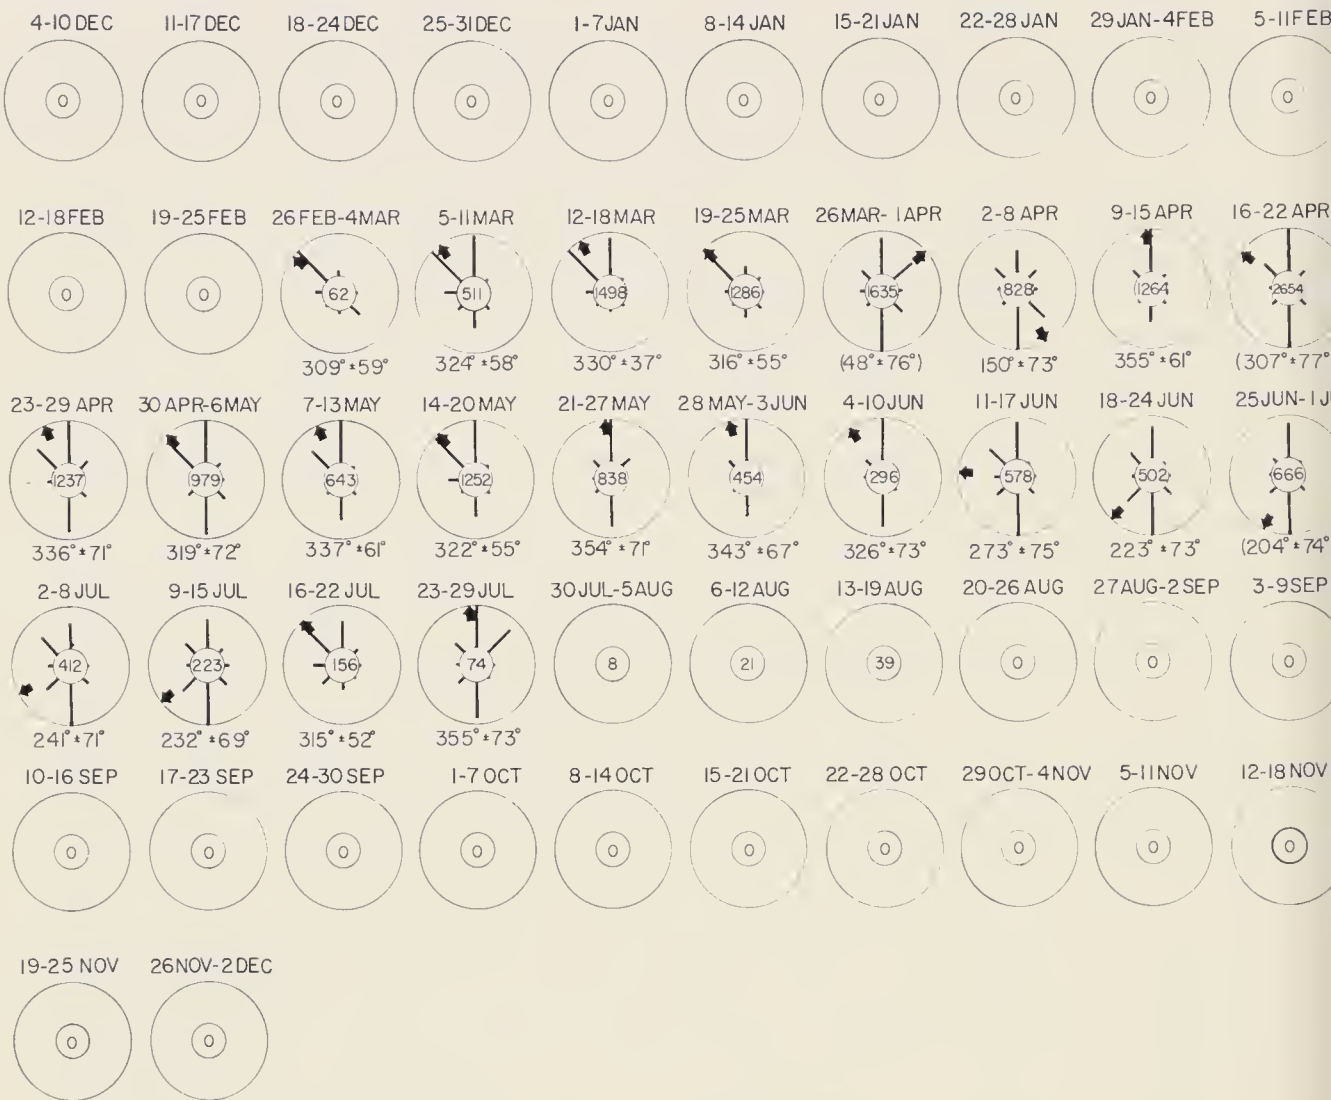 4-10 DEC 11-17 DEC 18-24 DEC 25-31 DEC 1-7 JAN 8-14 JAN 15-21 JAN 22-28 JAN 29 JAN-4 FEB 5-11 FEB
0 0 0 0 0 0 0 0 0 0
12-18 FEB 19-25 FEB 26 FEB-4 MAR 5-11 MAR 12-18 MAR 19-25 MAR 26 MAR-1 APR 2-8 APR 9-15 APR 16-22 APR
0 0 62 511 1498 1286 1635 828 1264 2654
309°±59° 324°±58° 330°±37° 316°±55° (48°±76°) 150°±73° 355°±61° (307°±77°
23-29 APR 30 APR-6 MAY 7-13 MAY 14-20 MAY 21-27 MAY 28 MAY-3 JUN 4-10 JUN 11-17 JUN 18-24 JUN 25 JUN-1 JU
1237 979 643 1252 838 454 296 578 502 666
336°±71° 319°±72° 337°±61° 322°±55° 354°±71° 343°±67° 326°±73° 273°±75° 223°±73° (204°±74°
2-8 JUL 9-15 JUL 16-22 JUL 23-29 JUL 30 JUL-5 AUG 6-12 AUG 13-19 AUG 20-26 AUG 27 AUG-2 SEP 3-9 SEP
412 223 156 74 8 21 39 0 0 0
241°±71° 232°±69° 315°±52° 355°±73°
10-16 SEP 17-23 SEP 24-30 SEP 1-7 OCT 8-14 OCT 15-21 OCT 22-28 OCT 29 OCT-4 NOV 5-11 NOV 12-18 NOV
0 0 0 0 0 0 0 0 0 0
19-25 NOV 26 NOV-2 DEC
0 0